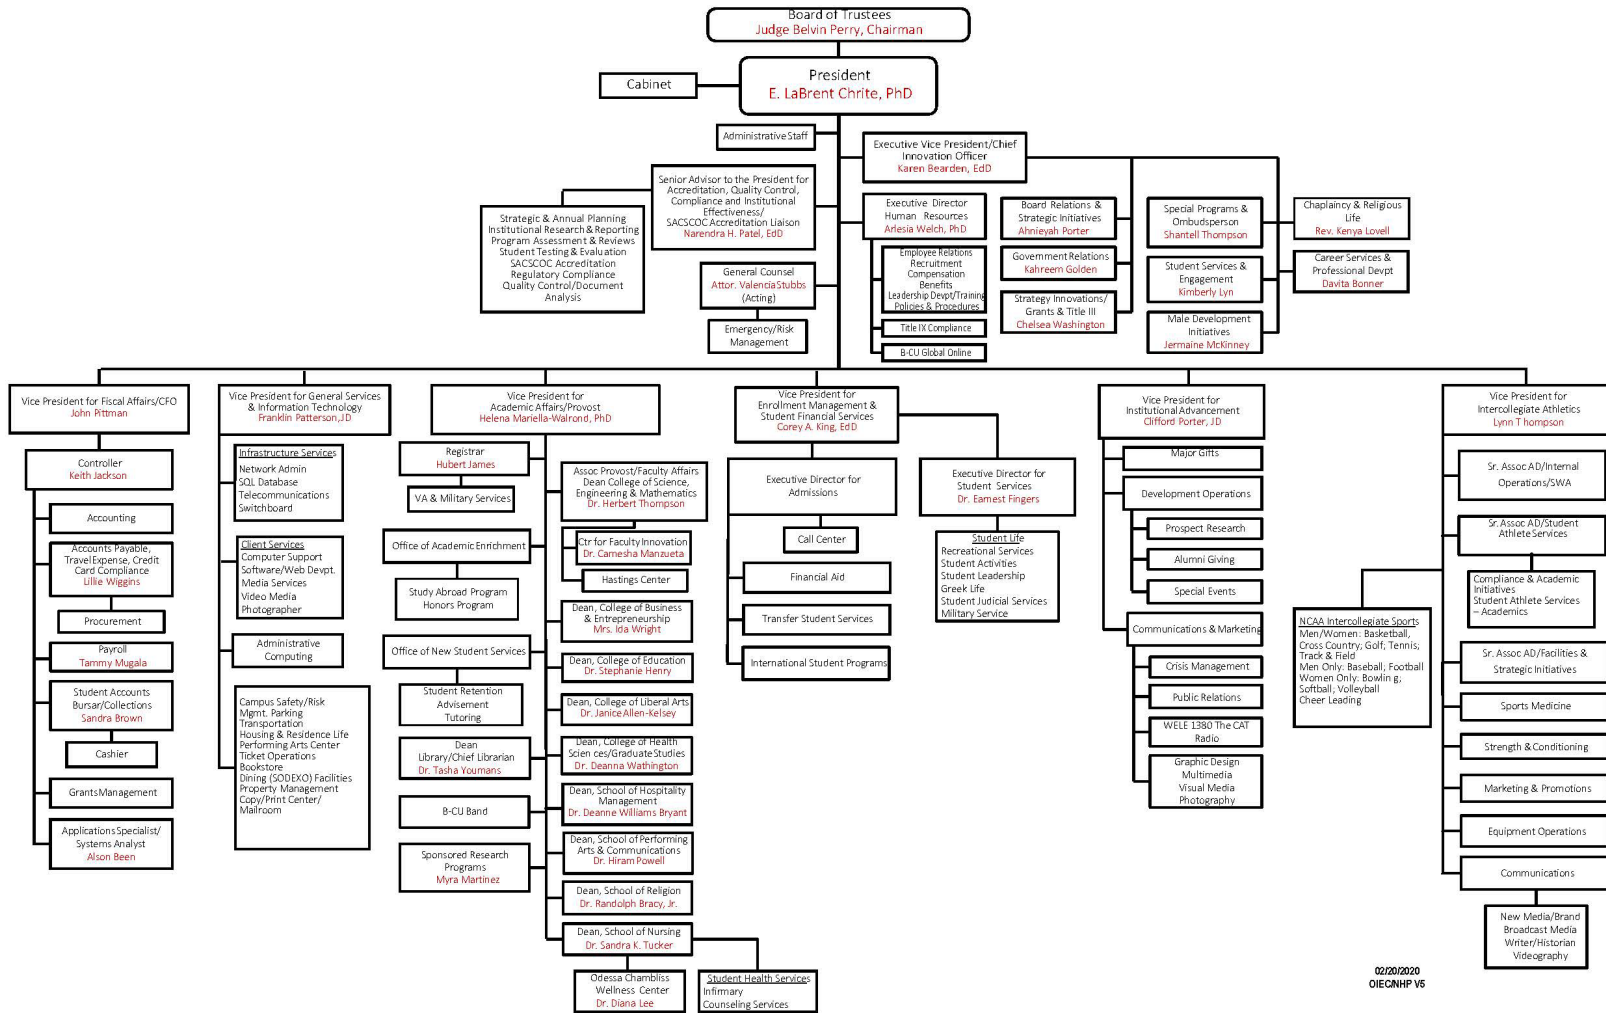 Board of Trustees
Judge Belvin Perry, Chairman
President
E. LaBrent Chrite, PhD
Cabinet
Administrative Staff
Executive Vice President/Chief
Innovation Officer
Karen Bearden, EdD
Senior Advisor to the President for
Accreditation, Quality Control,
Compliance and Institutional
Effectiveness/
SACSCOC Accreditation Liaison
Narendra H. Patel, EdD
Strategic & Annual Planning
Institutional Research & Reporting
Program Assessment & Reviews
Student Testing & Evaluation
SACSCOC Accreditation
Regulatory Compliance
Quality Control/Document
Analysis
General Counsel
Attor. Valencia Stubbs
(Acting)
Emergency/Risk
Management
Executive Director
Human Resources
Arlesia Welch, PhD
Employee Relations
Recruitment
Compensation
Benefits
Leadership Devpt/Training
Policies & Procedures
Title IX Compliance
B-CU Global Online
Board Relations &
Strategic Initiatives
Ahnieyah Porter
Government Relations
Kahreem Golden
Strategy Innovations/
Grants & Title III
Chelsea Washington
Special Programs &
Ombudsperson
Shantell Thompson
Student Services &
Engagement
Kimberly Lyn
Male Development
Initiatives
Jermaine McKinney
Chaplaincy & Religious
Life
Rev. Kenya Lovell
Career Services &
Professional Devpt
Davita Bonner
Vice President for Fiscal Affairs/CFO
John Pittman
Controller
Keith Jackson
Accounting
Accounts Payable,
Travel Expense, Credit
Card Compliance
Lillie Wiggins
Procurement
Payroll
Tammy Mugala
Student Accounts
Bursar/Collections
Sandra Brown
Cashier
Grants Management
Applications Specialist/
Systems Analyst
Alson Been
Vice President for General Services
& Information Technology
Franklin Patterson, JD
Infrastructure Services
Network Admin
SQL Database
Telecommunications
Switchboard
Client Services
Computer Support
Software/Web Devpt.
Media Services
Video Media
Photographer
Administrative
Computing
Campus Safety/Risk
Mgmt. Parking
Transportation
Housing & Residence Life
Performing Arts Center
Ticket Operations
Bookstore
Dining (SODEXO) Facilities
Property Management
Copy/Print Center/
Mailroom
Vice President for
Academic Affairs/Provost
Helena Mariella-Walrond, PhD
Registrar
Hubert James
VA & Military Services
Office of Academic Enrichment
Study Abroad Program
Honors Program
Office of New Student Services
Student Retention
Advisement
Tutoring
Dean
Library/Chief Librarian
Dr. Tasha Youmans
B-CU Band
Sponsored Research
Programs
Myra Martinez
Assoc Provost/Faculty Affairs
Dean College of Science,
Engineering & Mathematics
Dr. Herbert Thompson
Ctr for Faculty Innovation
Dr. Camesha Manzueta
Hastings Center
Dean, College of Business
& Entrepreneurship
Mrs. Ida Wright
Dean, College of Education
Dr. Stephanie Henry
Dean, College of Liberal Arts
Dr. Janice Allen-Kelsey
Dean, College of Health
Sciences/Graduate Studies
Dr. Deanna Wathington
Dean, School of Hospitality
Management
Dr. Deanne Williams Bryant
Dean, School of Performing
Arts & Communications
Dr. Hiram Powell
Dean, School of Religion
Dr. Randolph Bracy, Jr.
Dean, School of Nursing
Dr. Sandra K. Tucker
Odessa Chambliss
Wellness Center
Dr. Diana Lee
Student Health Services
Infirmary
Counseling Services
Vice President for
Enrollment Management &
Student Financial Services
Corey A. King, EdD
Executive Director for
Admissions
Call Center
Financial Aid
Transfer Student Services
International Student Programs
Executive Director for
Student Services
Dr. Earnest Fingers
Student Life
Recreational Services
Student Activities
Student Leadership
Greek Life
Student Judicial Services
Military Service
Vice President for
Institutional Advancement
Clifford Porter, JD
Major Gifts
Development Operations
Prospect Research
Alumni Giving
Special Events
Communications & Marketing
Crisis Management
Public Relations
WELE 1380 The CAT
Radio
Graphic Design
Multimedia
Visual Media
Photography
Vice President for
Intercollegiate Athletics
Lynn Thompson
Sr. Assoc AD/Internal
Operations/SWA
Sr. Assoc AD/Student
Athlete Services
Compliance & Academic
Initiatives
Student Athlete Services
– Academics
NCAA Intercollegiate Sports
Men/Women: Basketball,
Cross Country; Golf; Tennis;
Track & Field
Men Only: Baseball; Football
Women Only: Bowling;
Softball; Volleyball
Cheer Leading
Sr. Assoc AD/Facilities &
Strategic Initiatives
Sports Medicine
Strength & Conditioning
Marketing & Promotions
Equipment Operations
Communications
New Media/Brand
Broadcast Media
Writer/Historian
Videography
02/20/2020
OIEC/NHP V5